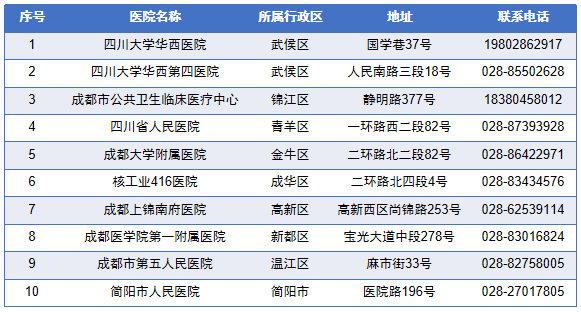 序号 医院名称 所属行政区 地址 联系电话
1 四川大学华西医院 武侯区 国学巷37号 19802862917
2 四川大学华西第四医院 武侯区 人民南路三段18号 028-85502628
3 成都市公共卫生临床医疗中心 锦江区 静明路377号 18380458012
4 四川省人民医院 青羊区 一环路西二段82号 028-87393928
5 成都大学附属医院 金牛区 二环路北二段82号 028-86422971
6 核工业416医院 成华区 二环路北四段4号 028-83434576
7 成都上锦南府医院 高新区 高新西区尚锦路253号 028-62539114
8 成都医学院第一附属医院 新都区 宝光大道中段278号 028-83016824
9 成都市第五人民医院 温江区 麻市街33号 028-82758005
10 简阳市人民医院 简阳市 医院路196号 028-27017805